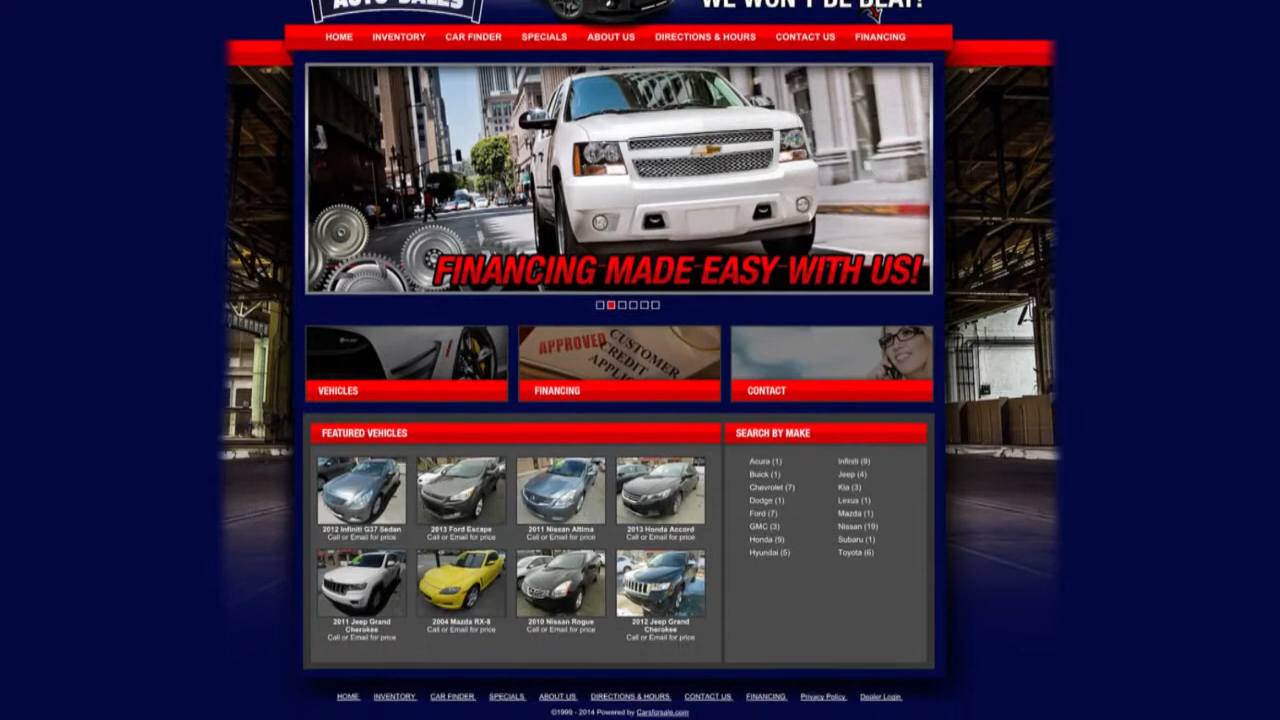 AUTO SALES
WE WON'T BE BEAT!
HOME INVENTORY CAR FINDER SPECIALS ABOUT US DIRECTIONS & HOURS CONTACT US FINANCING
FINANCING MADE EASY WITH US!
APPROVED
CUSTOMER
CREDIT
VEHICLES
FINANCING
CONTACT
FEATURED VEHICLES
2012 Infiniti G37 Sedan
Call or Email for price
2013 Ford Escape
Call or Email for price
2011 Nissan Altima
Call or Email for price
2013 Honda Accord
Call or Email for price
2011 Jeep Grand
Cherokee
Call or Email for price
2004 Mazda RX-8
Call or Email for price
2010 Nissan Rogue
Call or Email for price
2012 Jeep Grand
Cherokee
Call or Email for price
SEARCH BY MAKE
Acura (1)
Buick (1)
Chevrolet (7)
Dodge (1)
Ford (7)
GMC (3)
Honda (9)
Hyundai (5)
Infiniti (9)
Jeep (4)
Kia (3)
Lexus (1)
Mazda (1)
Nissan (19)
Subaru (1)
Toyota (6)
HOME INVENTORY CAR FINDER SPECIALS ABOUT US DIRECTIONS & HOURS CONTACT US FINANCING Privacy Policy Dealer Login
©1999 - 2014 Powered by Carsforsale.com